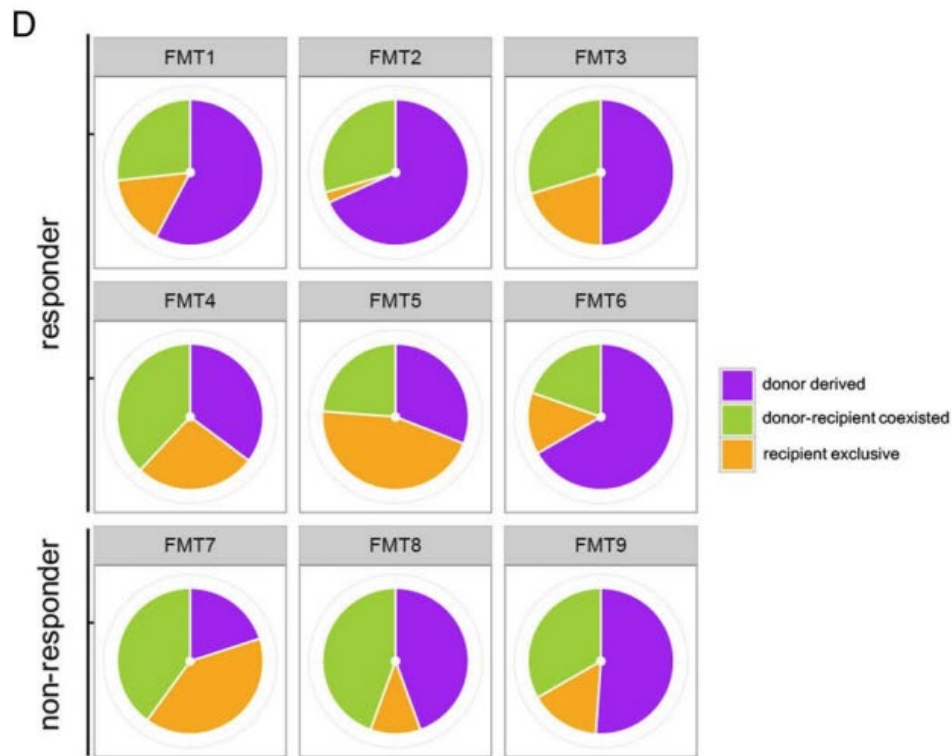 D
FMT1
FMT2
FMT3
responder
FMT4
FMT5
FMT6
donor derived
donor-recipient coexisted
recipient exclusive
non-responder
FMT7
FMT8
FMT9